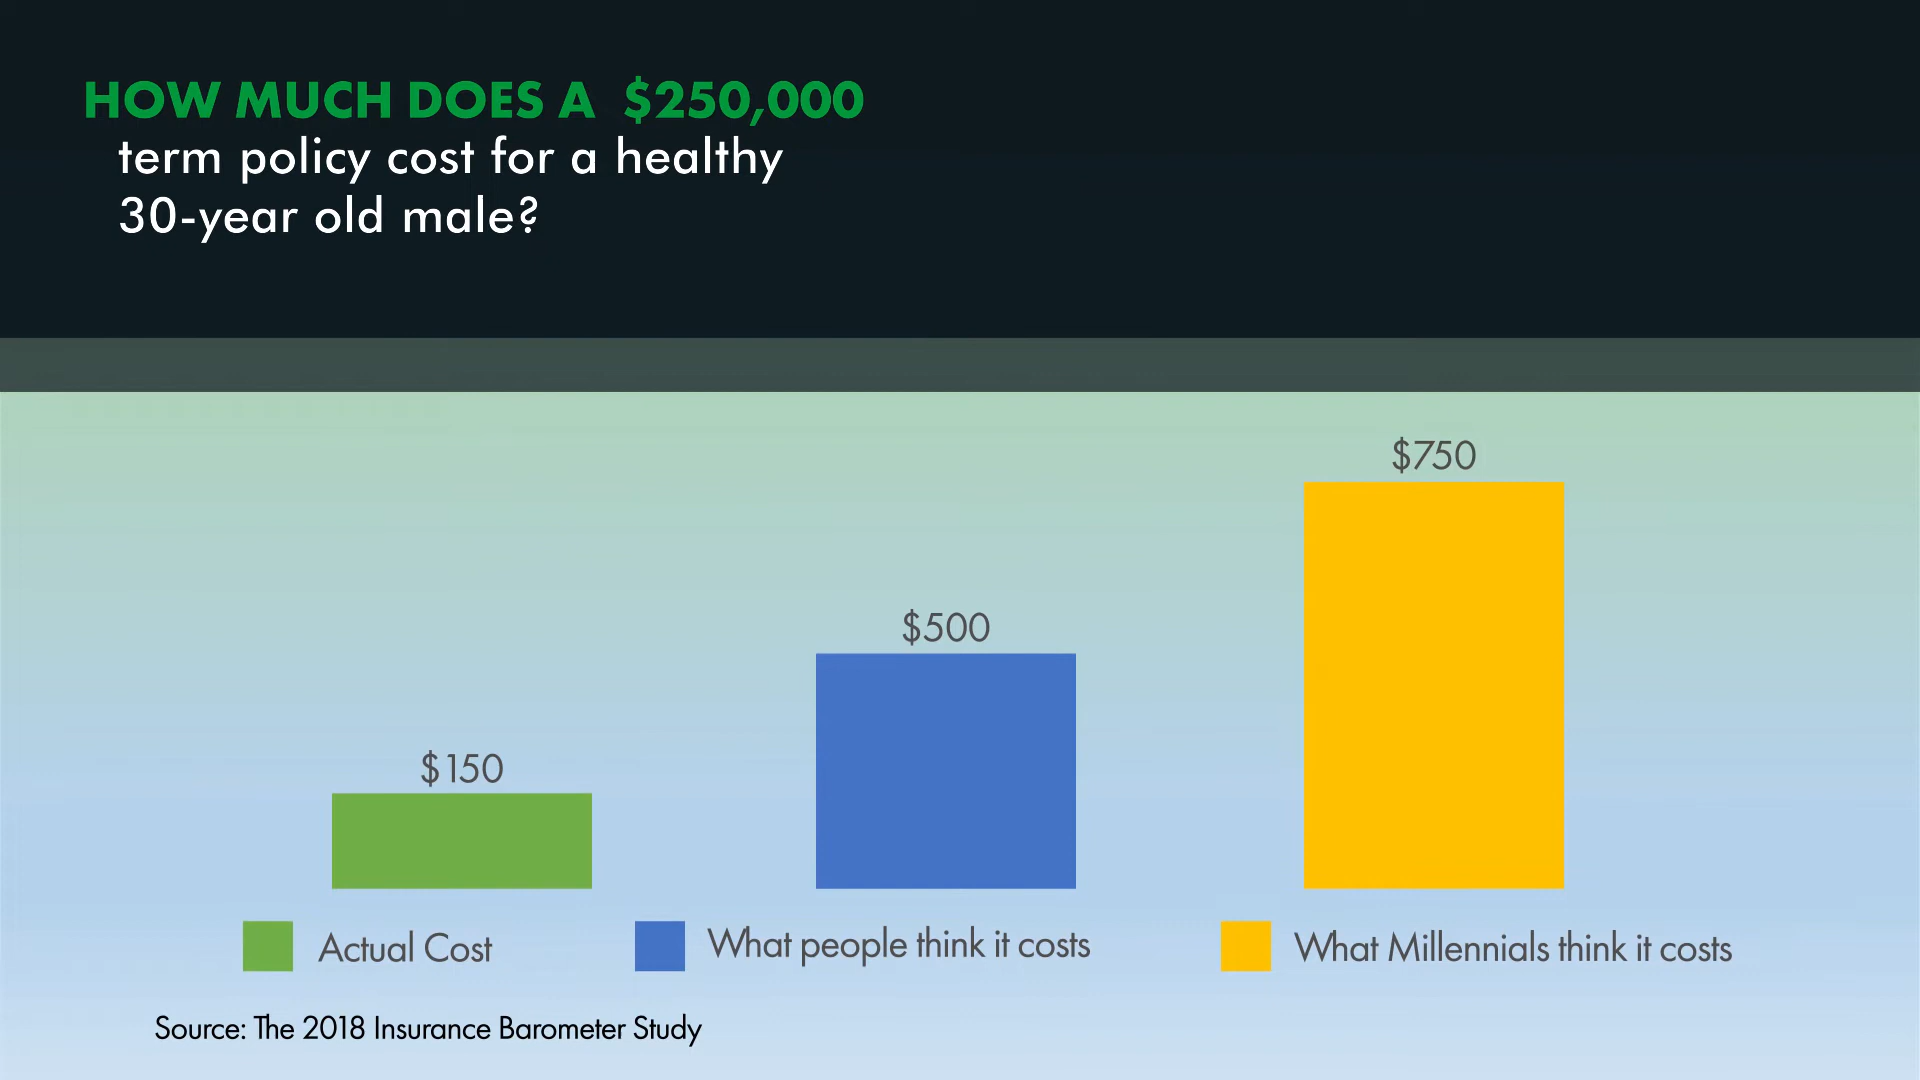 HOW MUCH DOES A $250,000
term policy cost for a healthy
30-year old male?
$750
$500
$150
Actual Cost
What people think it costs
What Millennials think it costs
Source: The 2018 Insurance Barometer Study